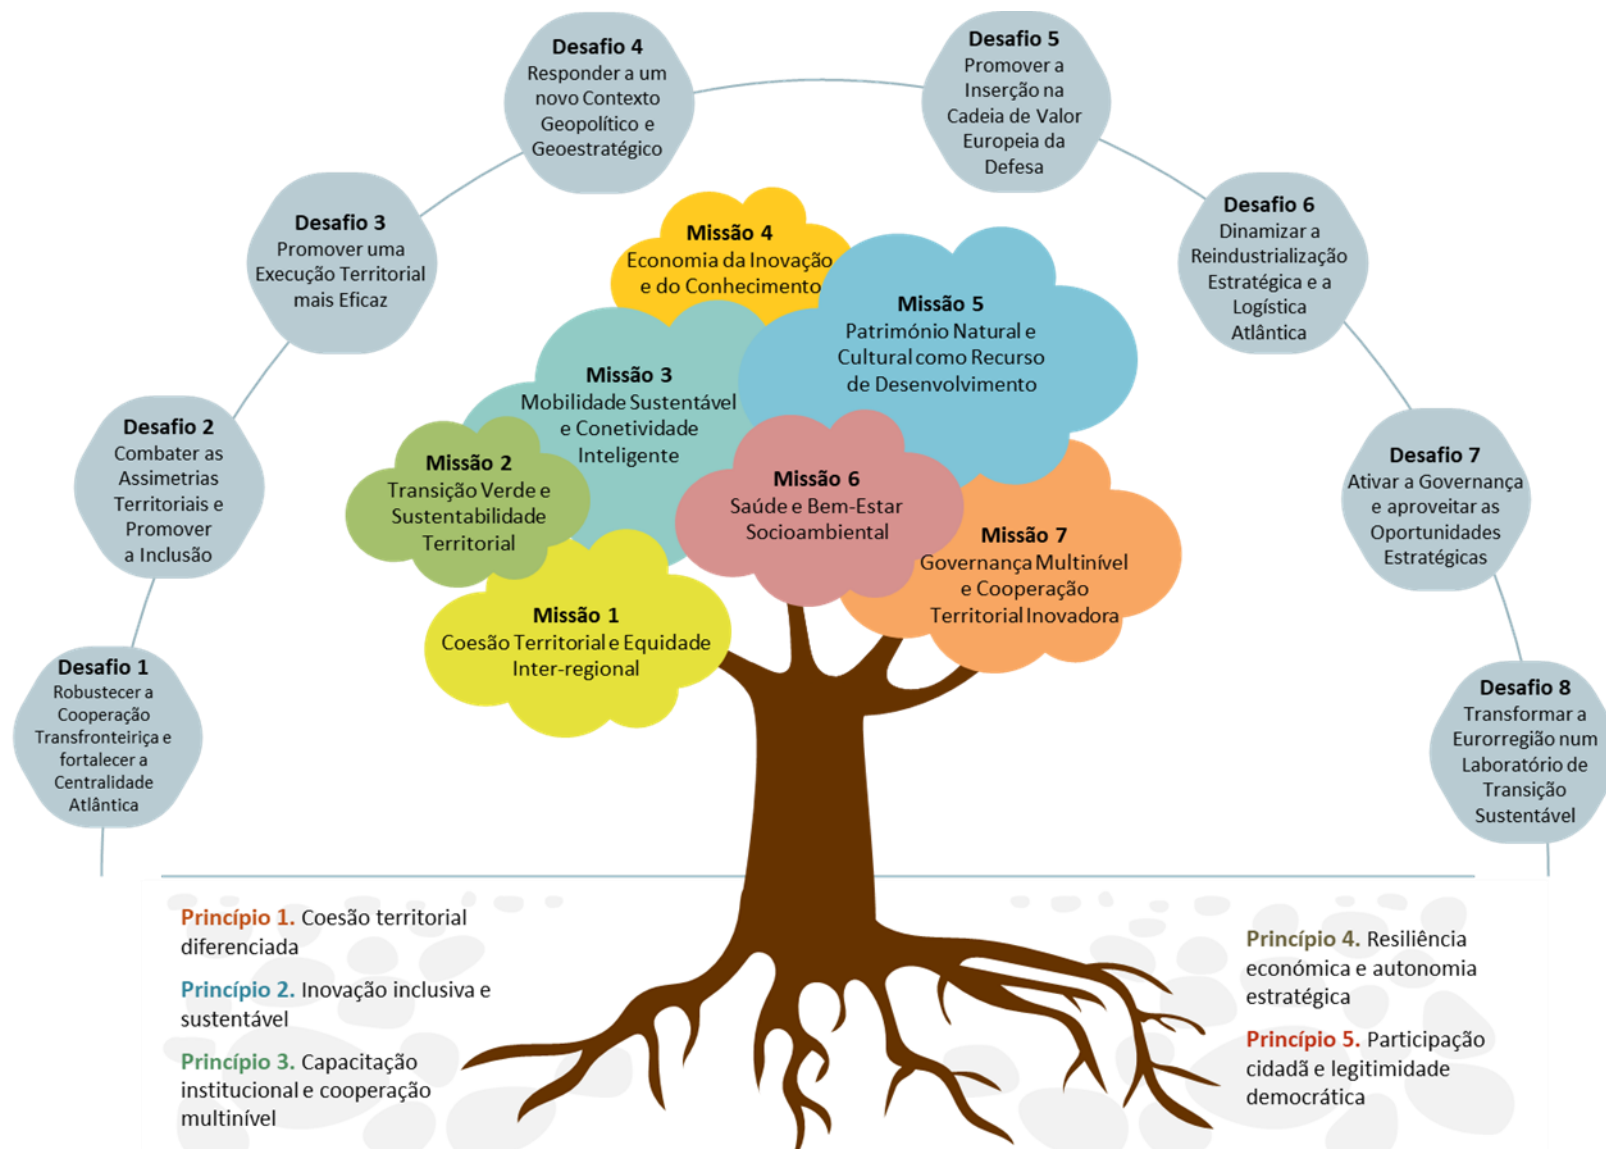 Desafio 1
Robustecer a
Cooperação
Transfronteiriça e
fortalecer a
Centralidade
Atlântica
Desafio 2
Combater as
Assimetrias
Territoriais e
Promover
a Inclusão
Desafio 3
Promover uma
Execução Territorial
mais Eficaz
Desafio 4
Responder a um
novo Contexto
Geopolítico e
Geoestratégico
Desafio 5
Promover a
Inserção na
Cadeia de Valor
Europeia da
Defesa
Desafio 6
Dinamizar a
Reindustrialização
Estratégica e a
Logística
Atlântica
Desafio 7
Ativar a Governança
e aproveitar as
Oportunidades
Estratégicas
Desafio 8
Transformar a
Eurorregião num
Laboratório de
Transição
Sustentável
Missão 1
Coesão Territorial e Equidade
Inter-regional
Missão 2
Transição Verde e
Sustentabilidade
Territorial
Missão 3
Mobilidade Sustentável
e Conetividade
Inteligente
Missão 4
Economia da Inovação
e do Conhecimento
Missão 5
Património Natural e
Cultural como Recurso
de Desenvolvimento
Missão 6
Saúde e Bem-Estar
Socioambiental
Missão 7
Governança Multinível
e Cooperação
Territorial Inovadora
Princípio 1. Coesão territorial
diferenciada
Princípio 2. Inovação inclusiva e
sustentável
Princípio 3. Capacitação
institucional e cooperação
multinível
Princípio 4. Resiliência
económica e autonomia
estratégica
Princípio 5. Participação
cidadã e legitimidade
democrática